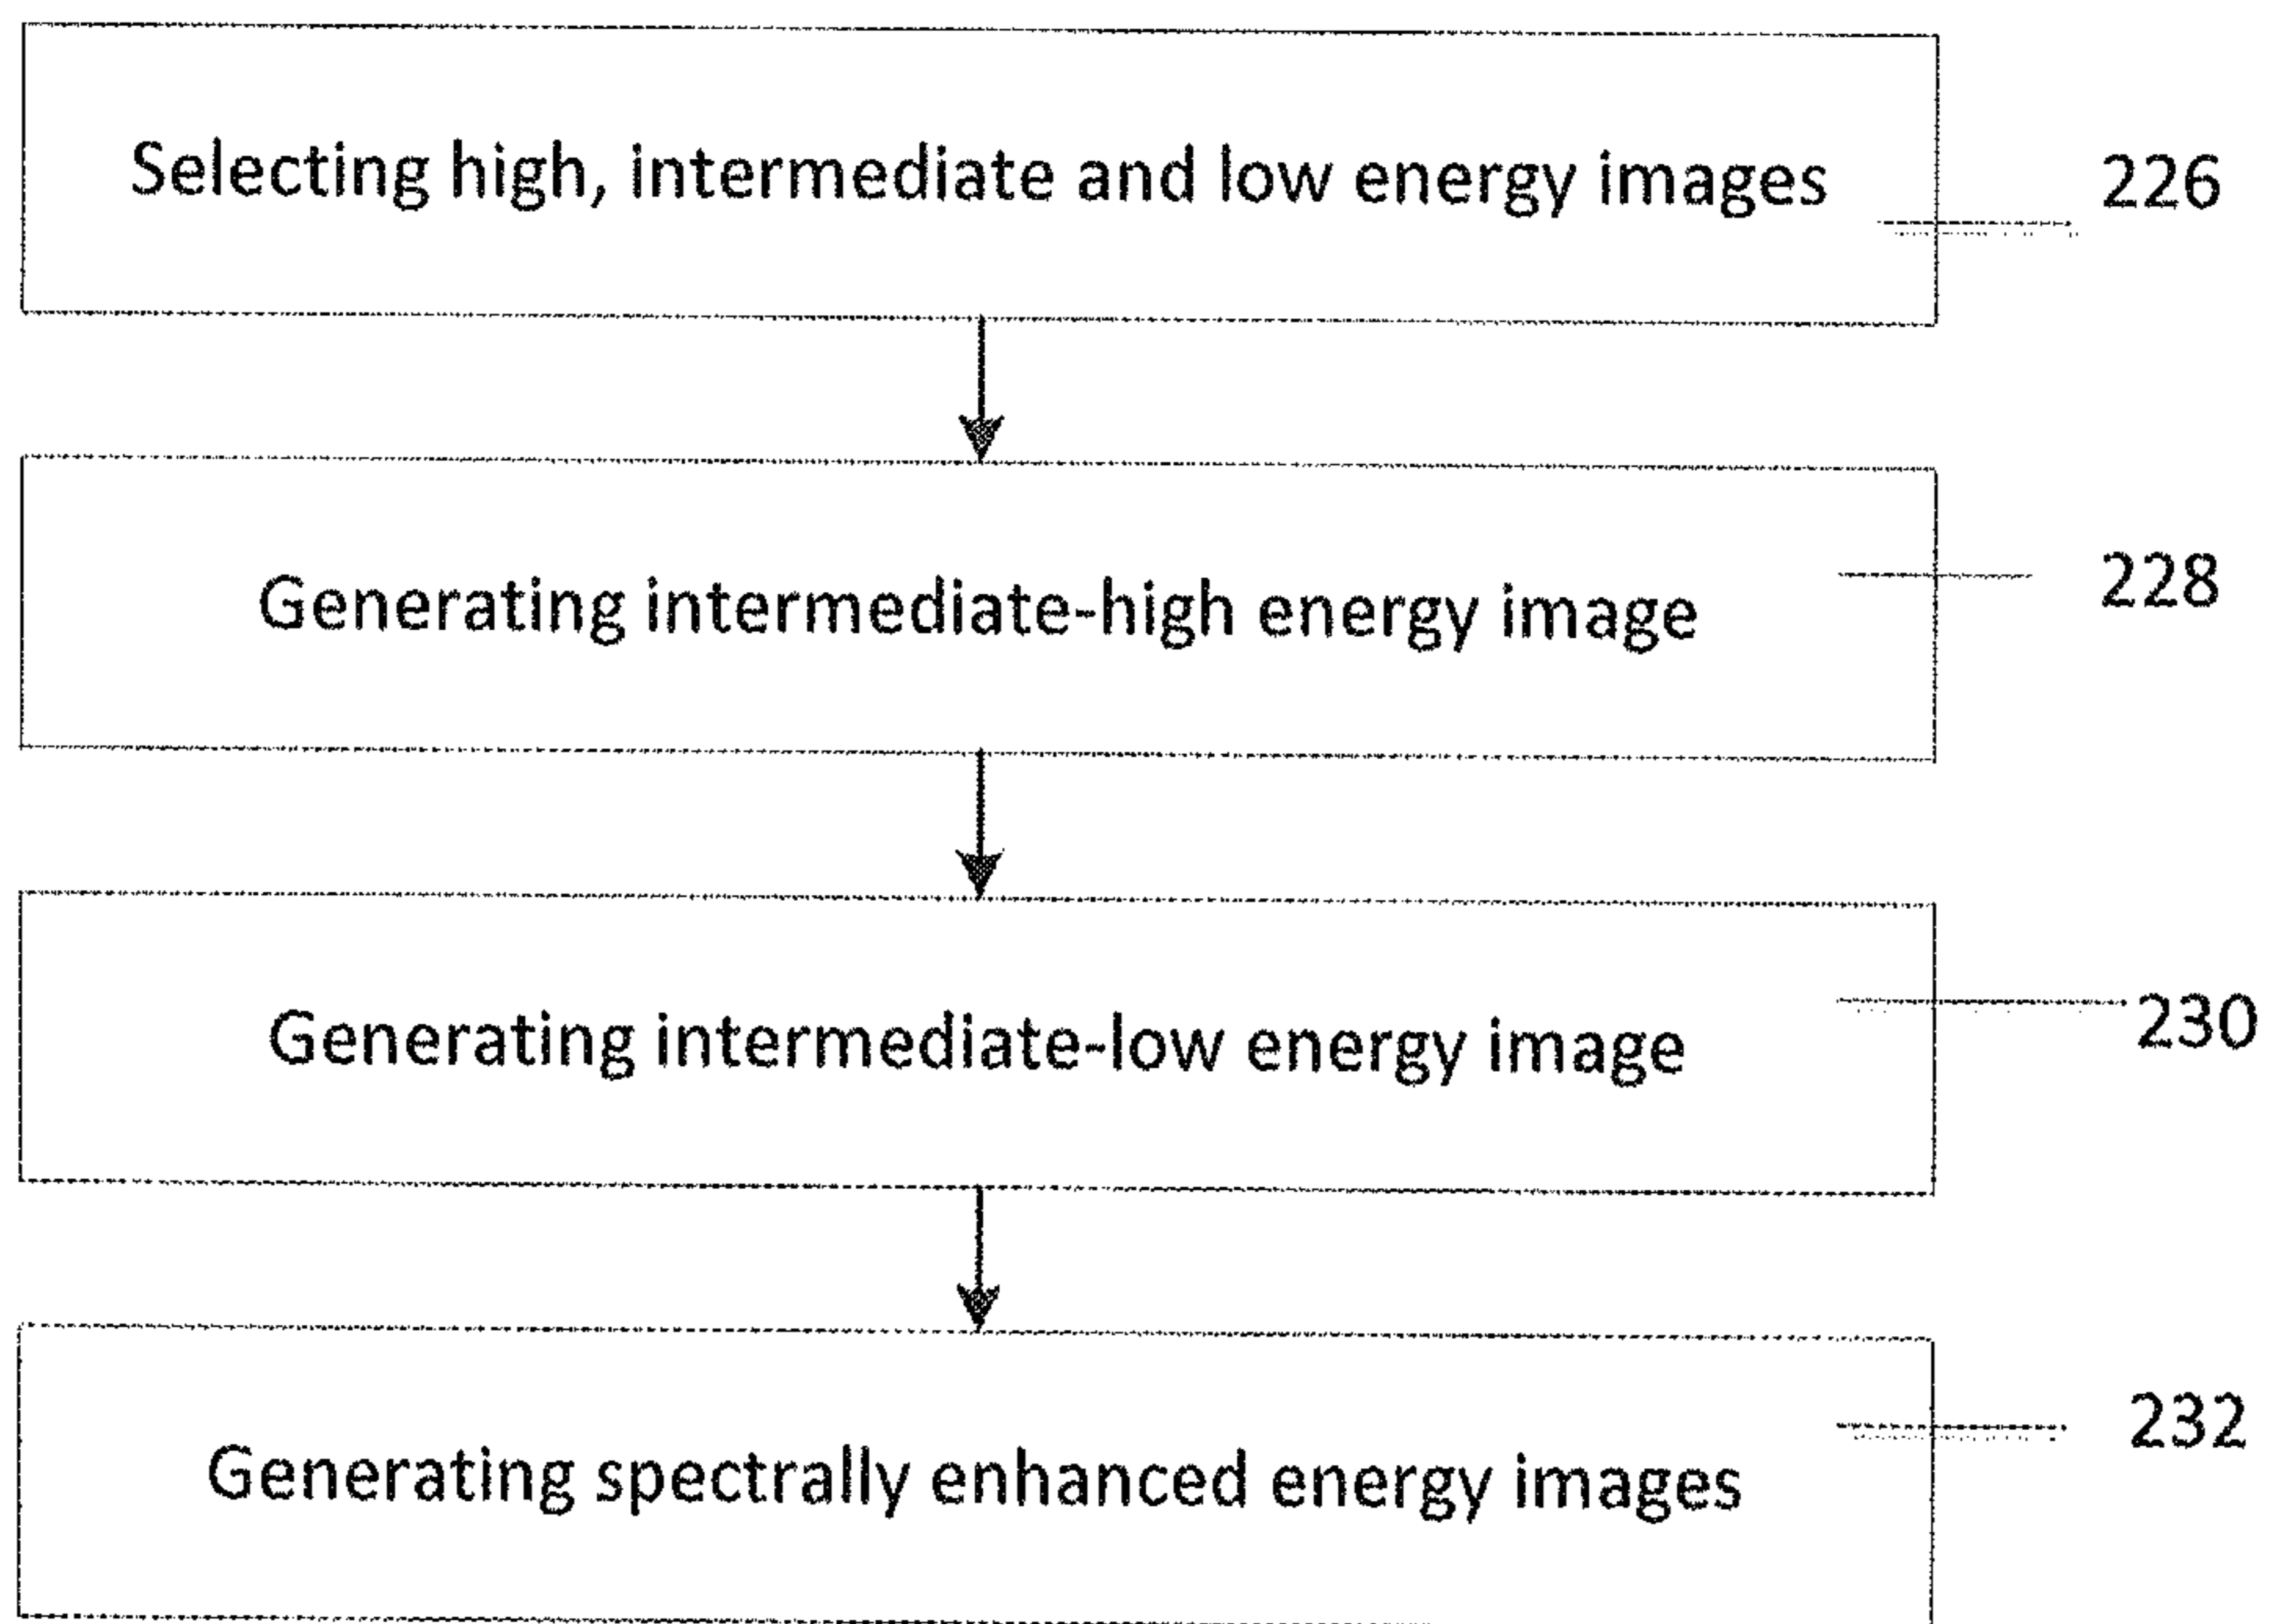 Selecting high, intermediate and low energy images
226
Generating intermediate-high energy image
228
Generating intermediate-low energy image
230
Generating spectrally enhanced energy images
232